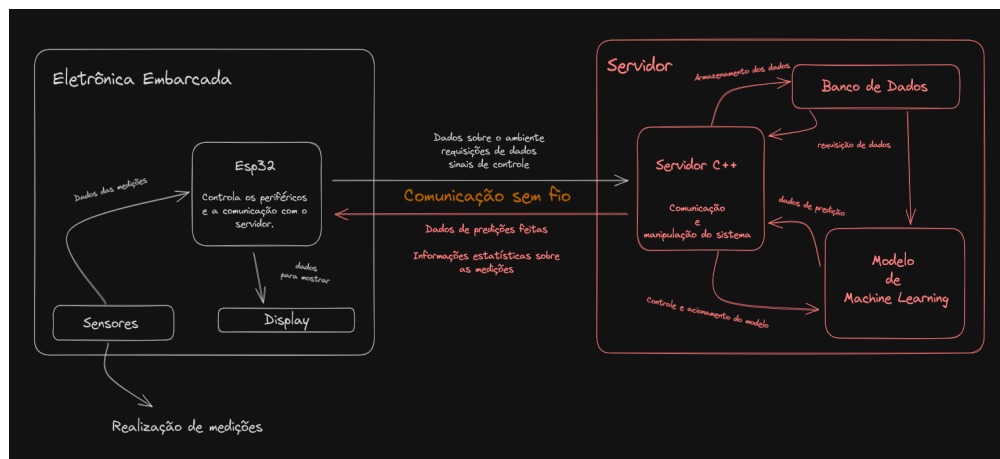 Eletrônica Embarcada
Esp32
Controla os periféricos
e a comunicação com o
servidor.
Dados das medições
dados
para mostrar
Sensores
Display
Realização de medições
Dados sobre o ambiente
requisições de dados
sinais de controle
Comunicação sem fio
Dados de predições feitas
Informações estatísticas sobre
as medições
Servidor
Armazenamento dos dados
Banco de Dados
requisição de dados
Servidor C++
Comunicação
e
manipulação do sistema
dados de predição
Modelo
de
Machine Learning
Controle e acionamento do modelo